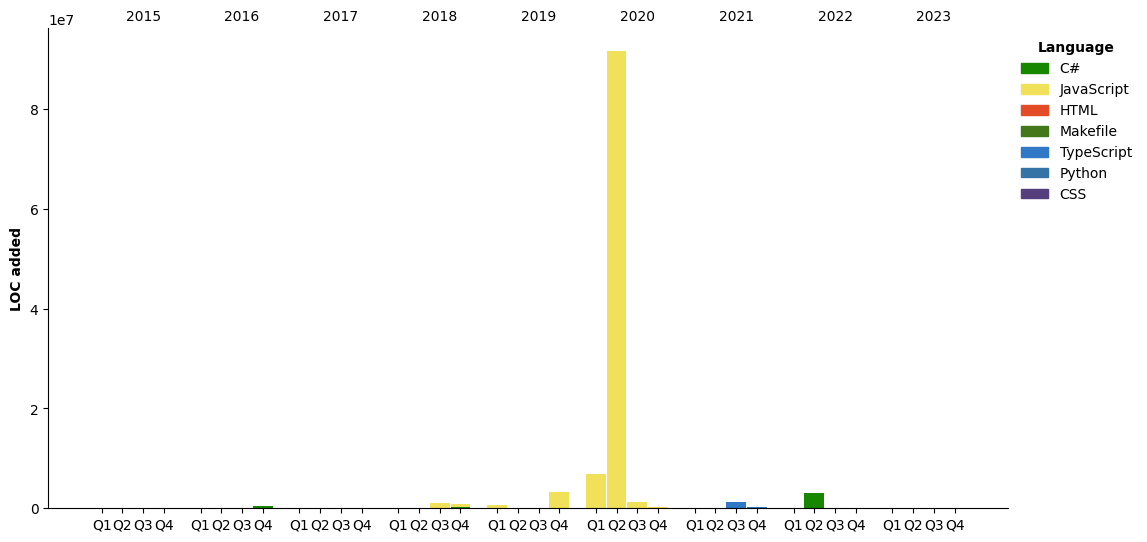 1e7
2015 2016 2017 2018 2019 2020 2021 2022 2023
Language
C#
JavaScript
HTML
Makefile
TypeScript
Python
CSS
LOC added
8
6
4
2
0
Q1 Q2 Q3 Q4 Q1 Q2 Q3 Q4 Q1 Q2 Q3 Q4 Q1 Q2 Q3 Q4 Q1 Q2 Q3 Q4 Q1 Q2 Q3 Q4 Q1 Q2 Q3 Q4 Q1 Q2 Q3 Q4 Q1 Q2 Q3 Q4